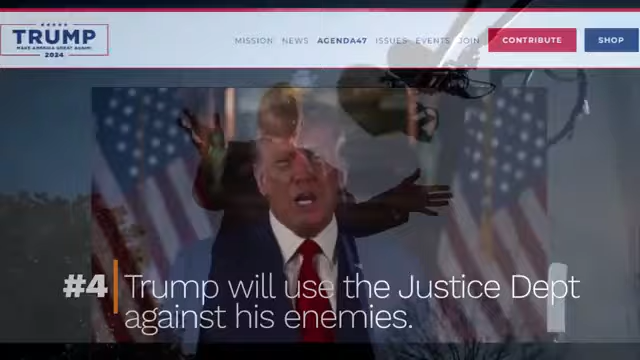 TRUMP
MAKE AMERICA GREAT AGAIN!
2024
MISSION NEWS AGENDA47 ISSUES EVENTS JOIN CONTRIBUTE SHOP
#4 Trump will use the Justice Dept
against his enemies.